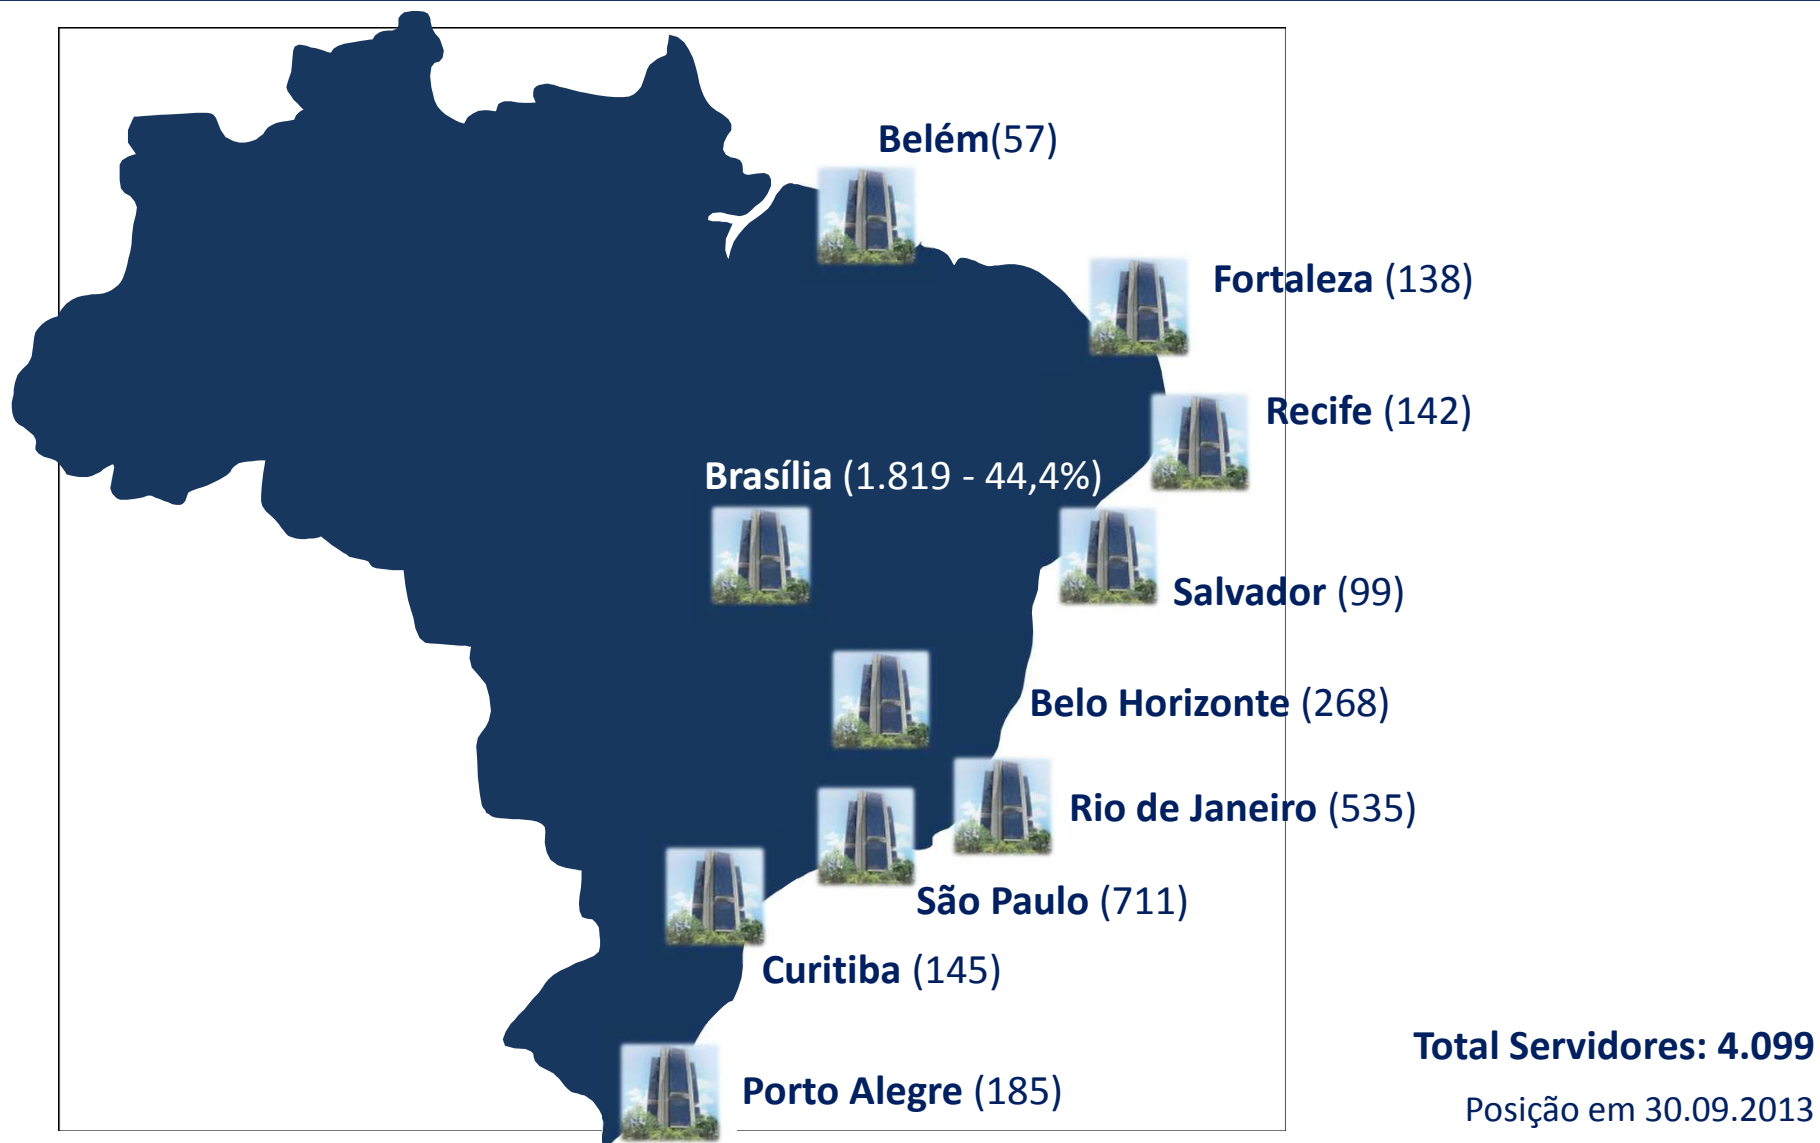 Belém(57)
Fortaleza (138)
Recife (142)
Brasília (1.819 - 44,4%)
Salvador (99)
Belo Horizonte (268)
Rio de Janeiro (535)
São Paulo (711)
Curitiba (145)
Total Servidores: 4.099
Porto Alegre (185)
Posição em 30.09.2013